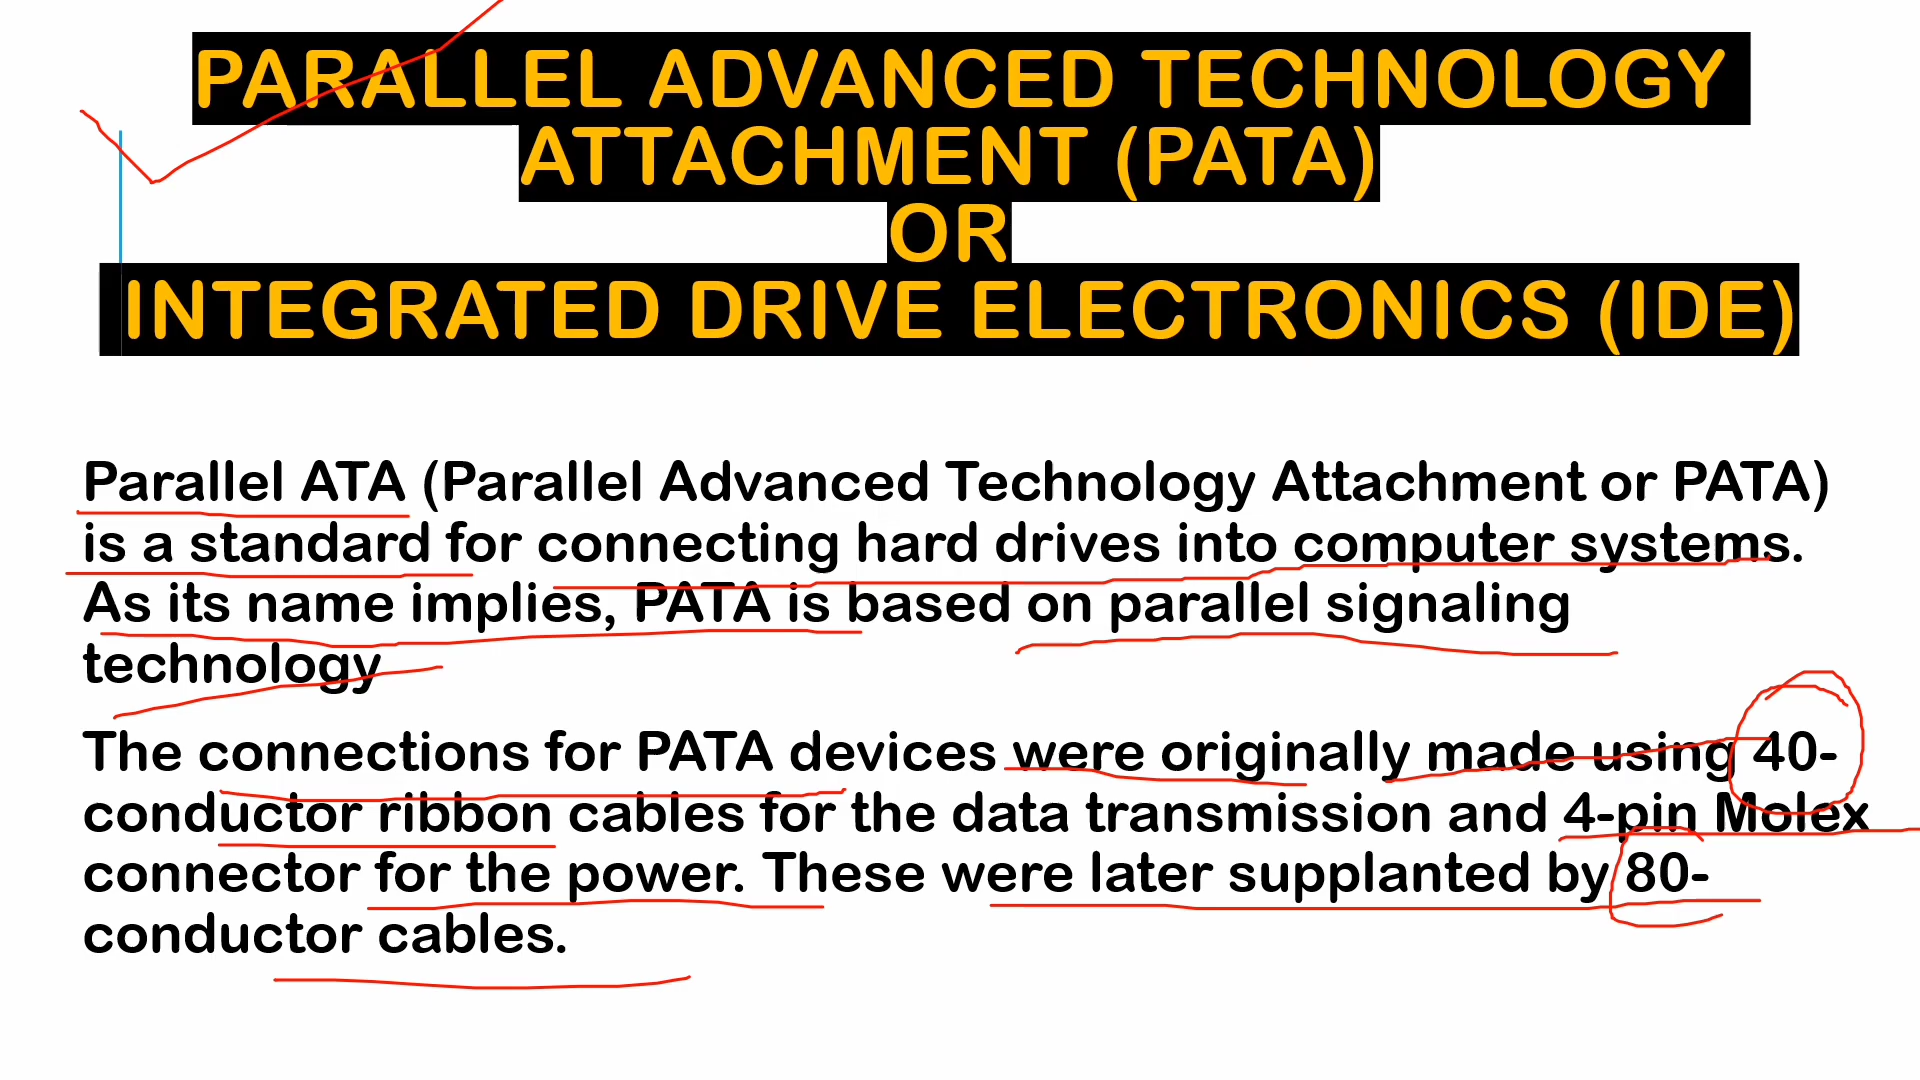 PARALLEL ADVANCED TECHNOLOGY
ATTACHMENT (PATA)
OR
INTEGRATED DRIVE ELECTRONICS (IDE)
Parallel ATA (Parallel Advanced Technology Attachment or PATA)
is a standard for connecting hard drives into computer systems.
As its name implies, PATA is based on parallel signaling
technology
The connections for PATA devices were originally made using 40-
conductor ribbon cables for the data transmission and 4-pin Molex
connector for the power. These were later supplanted by 80-
conductor cables.